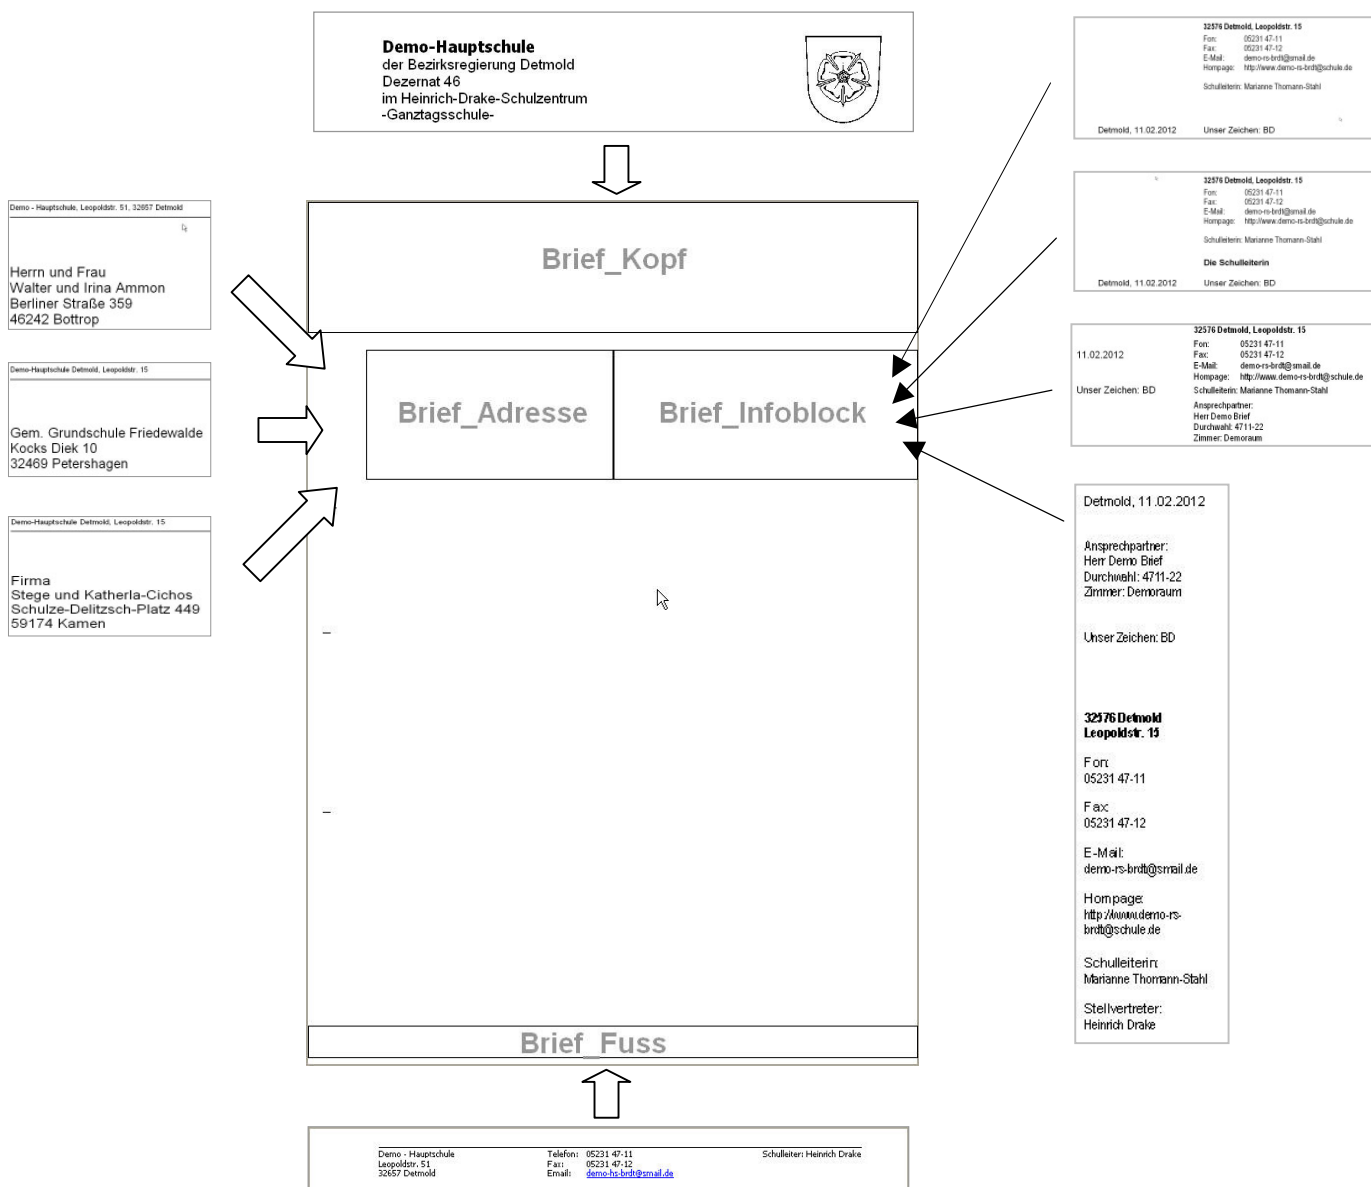 Demo-Hauptschule
der Bezirksregierung Detmold
Dezernat 46
im Heinrich-Drake-Schulzentrum
-Ganztagsschule-
Demo - Hauptschule, Leopoldstr. 51, 32657 Detmold
Herrn und Frau
Walter und Irina Ammon
Berliner Straße 359
46242 Bottrop
Demo-Hauptschule Detmold, Leopoldstr. 15
Gem. Grundschule Friedewalde
Kocks Diek 10
32469 Petershagen
Demo-Hauptschule Detmold, Leopoldstr. 15
Firma
Stege und Katherla-Cichos
Schulze-Delitzsch-Platz 449
59174 Kamen
Brief_Kopf
Brief_Adresse
Brief_Infoblock
Brief_Fuss
32576 Detmold, Leopoldstr. 15
Fon: 05231 47-11
Fax: 05231 47-12
E-Mail: demo-rs-brdt@smail.de
Hompage: http://www.demo-rs-brdt@schule.de
Schulleiterin: Marianne Thomann-Stahl
Detmold, 11.02.2012 Unser Zeichen: BD
32576 Detmold, Leopoldstr. 15
Fon: 05231 47-11
Fax: 05231 47-12
E-Mail: demo-rs-brdt@smail.de
Hompage: http://www.demo-rs-brdt@schule.de
Schulleiterin: Marianne Thomann-Stahl
Die Schulleiterin
Detmold, 11.02.2012 Unser Zeichen: BD
32576 Detmold, Leopoldstr. 15
Fon: 05231 47-11
11.02.2012 Fax: 05231 47-12
E-Mail: demo-rs-brdt@smail.de
Hompage: http://www.demo-rs-brdt@schule.de
Unser Zeichen: BD Schulleiterin: Marianne Thomann-Stahl
Ansprechpartner:
Herr Demo Brief
Durchwahl: 4711-22
Zimmer: Demoraum
Detmold, 11.02.2012
Ansprechpartner:
Herr Demo Brief
Durchwahl: 4711-22
Zimmer: Demoraum
Unser Zeichen: BD
32576 Detmold
Leopoldstr. 15
Fon:
05231 47-11
Fax:
05231 47-12
E-Mail:
demo-rs-brdt@smail.de
Hompage:
http://www.demo-rs-
brdt@schule.de
Schulleiterin:
Marianne Thomann-Stahl
Stellvertreter:
Heinrich Drake
Demo - Hauptschule Telefon: 05231 47-11 Schulleiter: Heinrich Drake
Leopoldstr. 51 Fax: 05231 47-12
32657 Detmold Email: demo-hs-brdt@smail.de